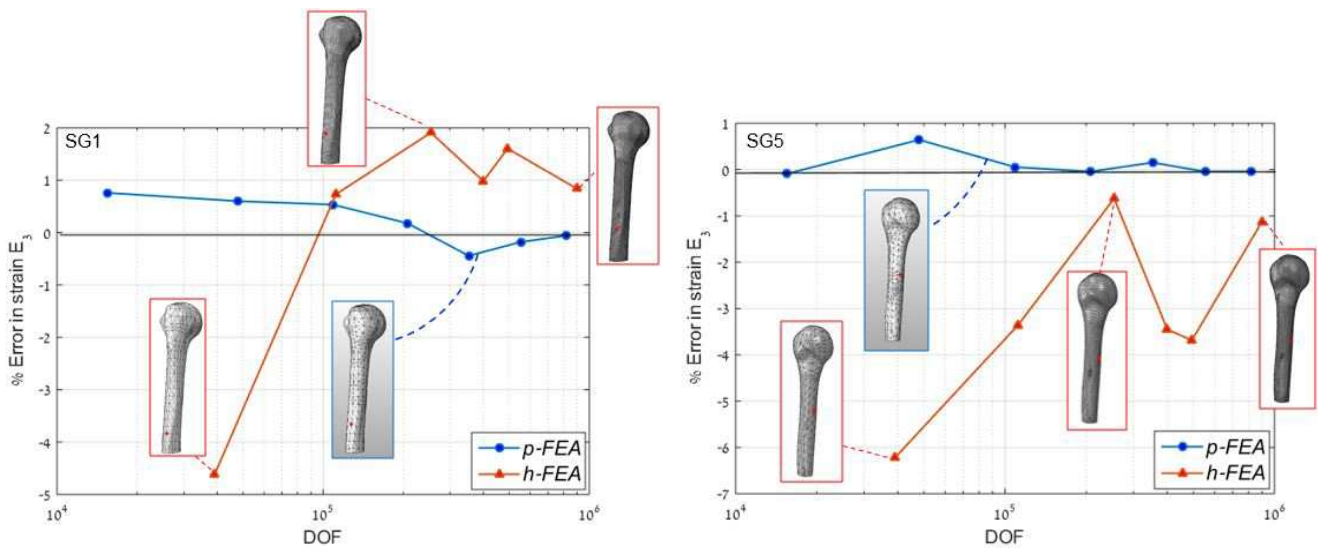 SG1
% Error in strain E3
2
1
0
-1
-2
-3
-4
-5
10^4
10^5
10^6
DOF
p-FEA
h-FEA
SG5
% Error in strain E3
1
0
-1
-2
-3
-4
-5
-6
-7
10^4
10^5
10^6
DOF
p-FEA
h-FEA